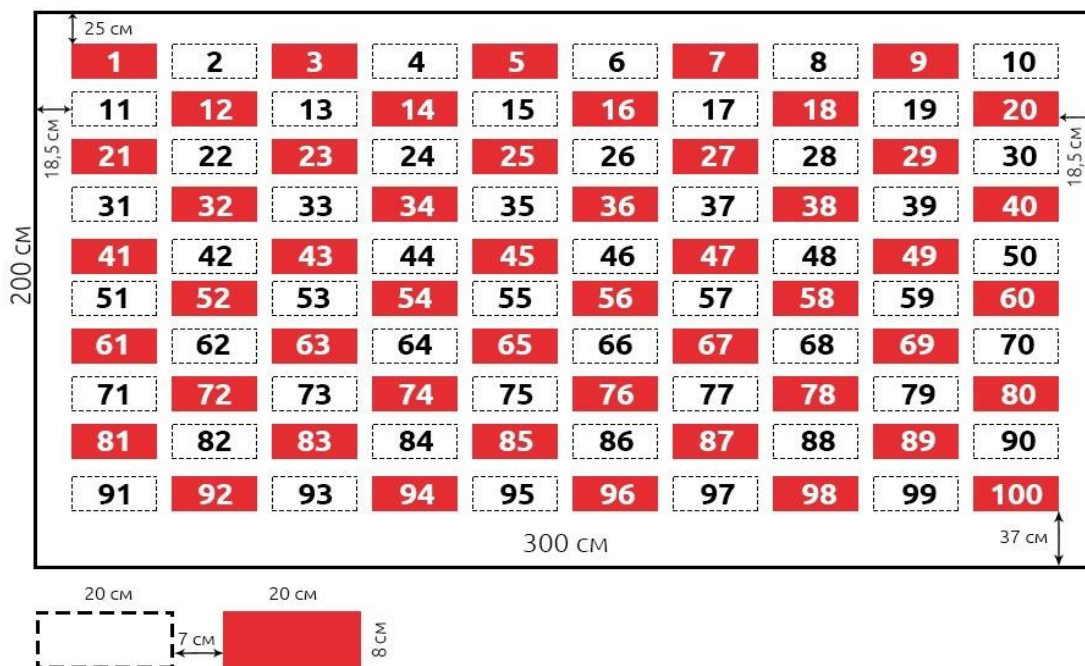 25 см
1 2 3 4 5 6 7 8 9 10
11 12 13 14 15 16 17 18 19 20
18,5 см
18,5 см
21 22 23 24 25 26 27 28 29 30
31 32 33 34 35 36 37 38 39 40
200 см
41 42 43 44 45 46 47 48 49 50
51 52 53 54 55 56 57 58 59 60
61 62 63 64 65 66 67 68 69 70
71 72 73 74 75 76 77 78 79 80
81 82 83 84 85 86 87 88 89 90
91 92 93 94 95 96 97 98 99 100
300 см
37 см
20 см
20 см
7 см
8 см